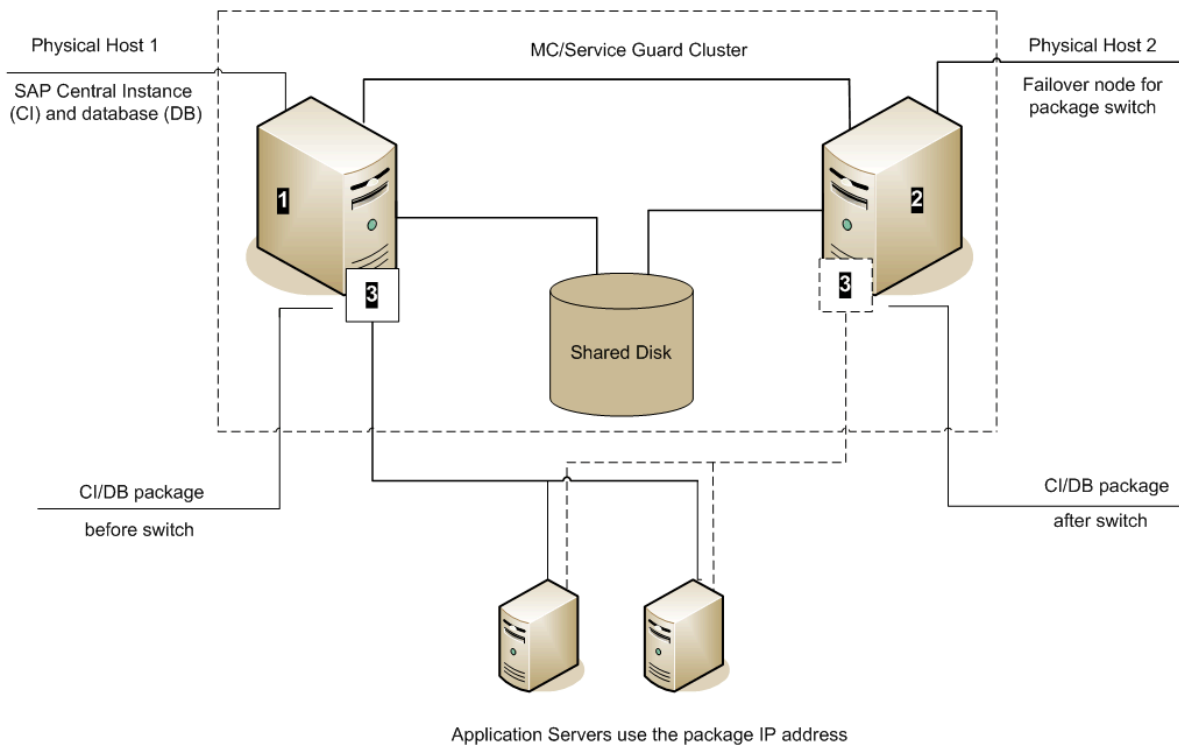 Physical Host 1
MC/Service Guard Cluster
Physical Host 2
SAP Central Instance
(CI) and database (DB)
Failover node for
package switch
1
2
3
3
Shared Disk
CI/DB package
before switch
CI/DB package
after switch
Application Servers use the package IP address